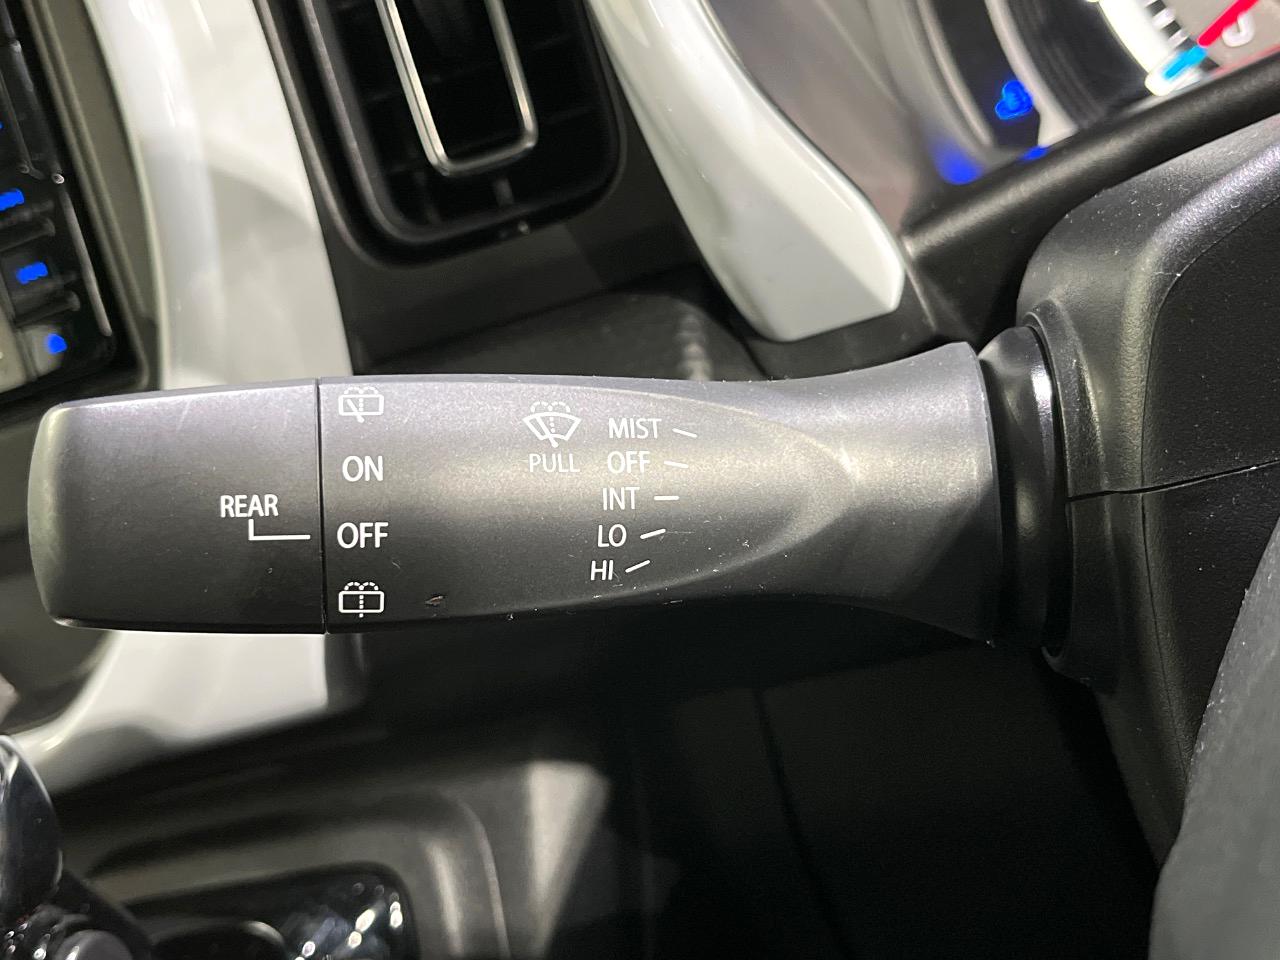 REAR
ON
OFF
PULL
MIST
OFF
INT
LO
HI